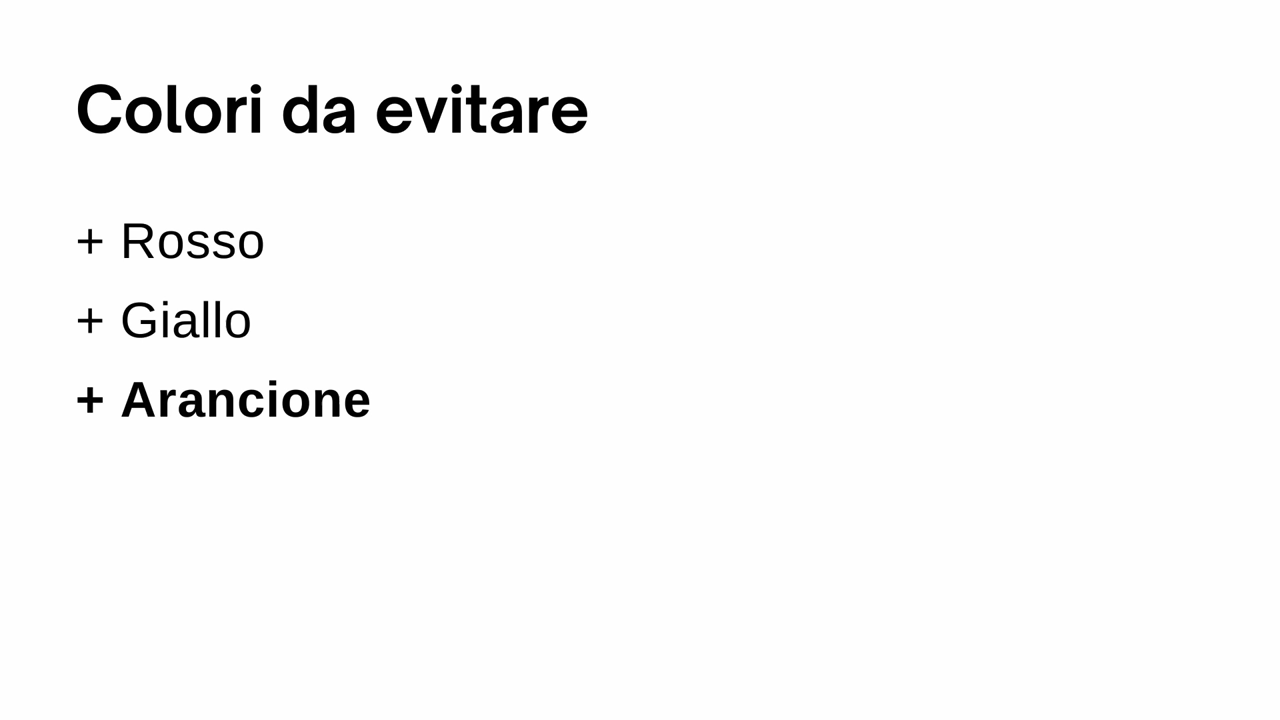 Colori da evitare
+ Rosso
+ Giallo
+ Arancione